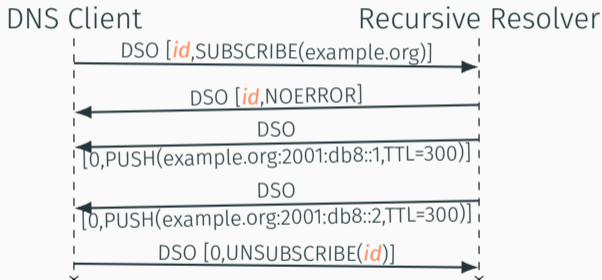 DNS Client
Recursive Resolver
DSO [id,SUBSCRIBE(example.org)]
DSO [id,NOERROR]
DSO
[0,PUSH(example.org:2001:db8::1,TTL=300)]
DSO
[0,PUSH(example.org:2001:db8::2,TTL=300)]
DSO [0,UNSUBSCRIBE(id)]